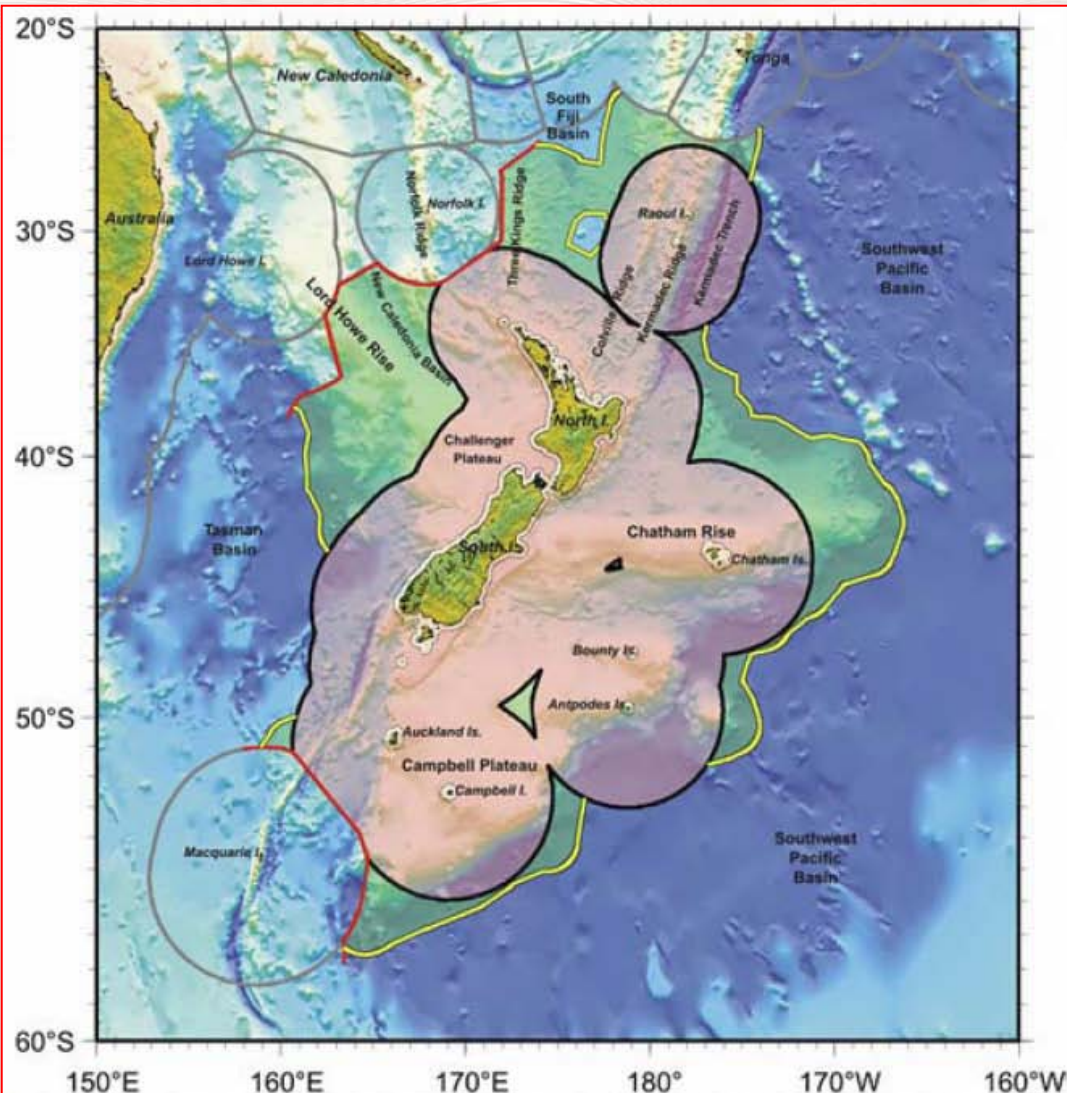 20°S
New Caledonia
Tonga
South
Fiji
Basin
Australia
Norfolk Ridge
Norfolk I.
Three Kings Ridge
Raoul I.
Kermadec Trench
30°S
Lord Howe I.
Southwest
Pacific
Basin
Lord Howe Rise
New Caledonia Basin
Colville Ridge
Kermadec Ridge
North I.
Challenger
Plateau
40°S
Tasman
Basin
South Is
Chatham Rise
Chatham Is.
Bounty Is.
Antpodes Is.
50°S
Auckland Is.
Campbell Plateau
Campbell I.
Macquarie I.
Southwest
Pacific
Basin
60°S
150°E
160°E
170°E
180°
170°W
160°W